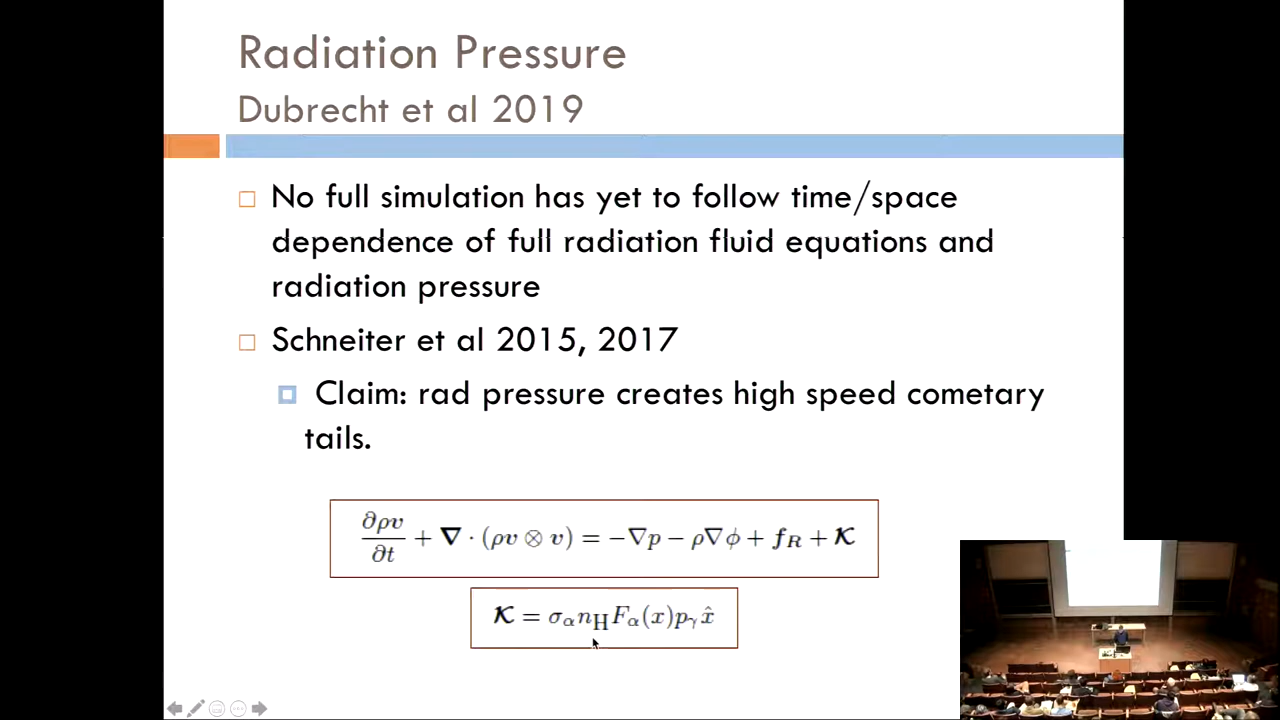 Radiation Pressure
Dubrecht et al 2019
No full simulation has yet to follow time/space
dependence of full radiation fluid equations and
radiation pressure
Schneiter et al 2015, 2017
Claim: rad pressure creates high speed cometary
tails.
∂ρv/∂t + ∇ · (ρv ⊗ v) = −∇p − ρ∇ϕ + f_R + 𝓚
𝓚 = σ_α n_H F_α(x) p_γ x̂